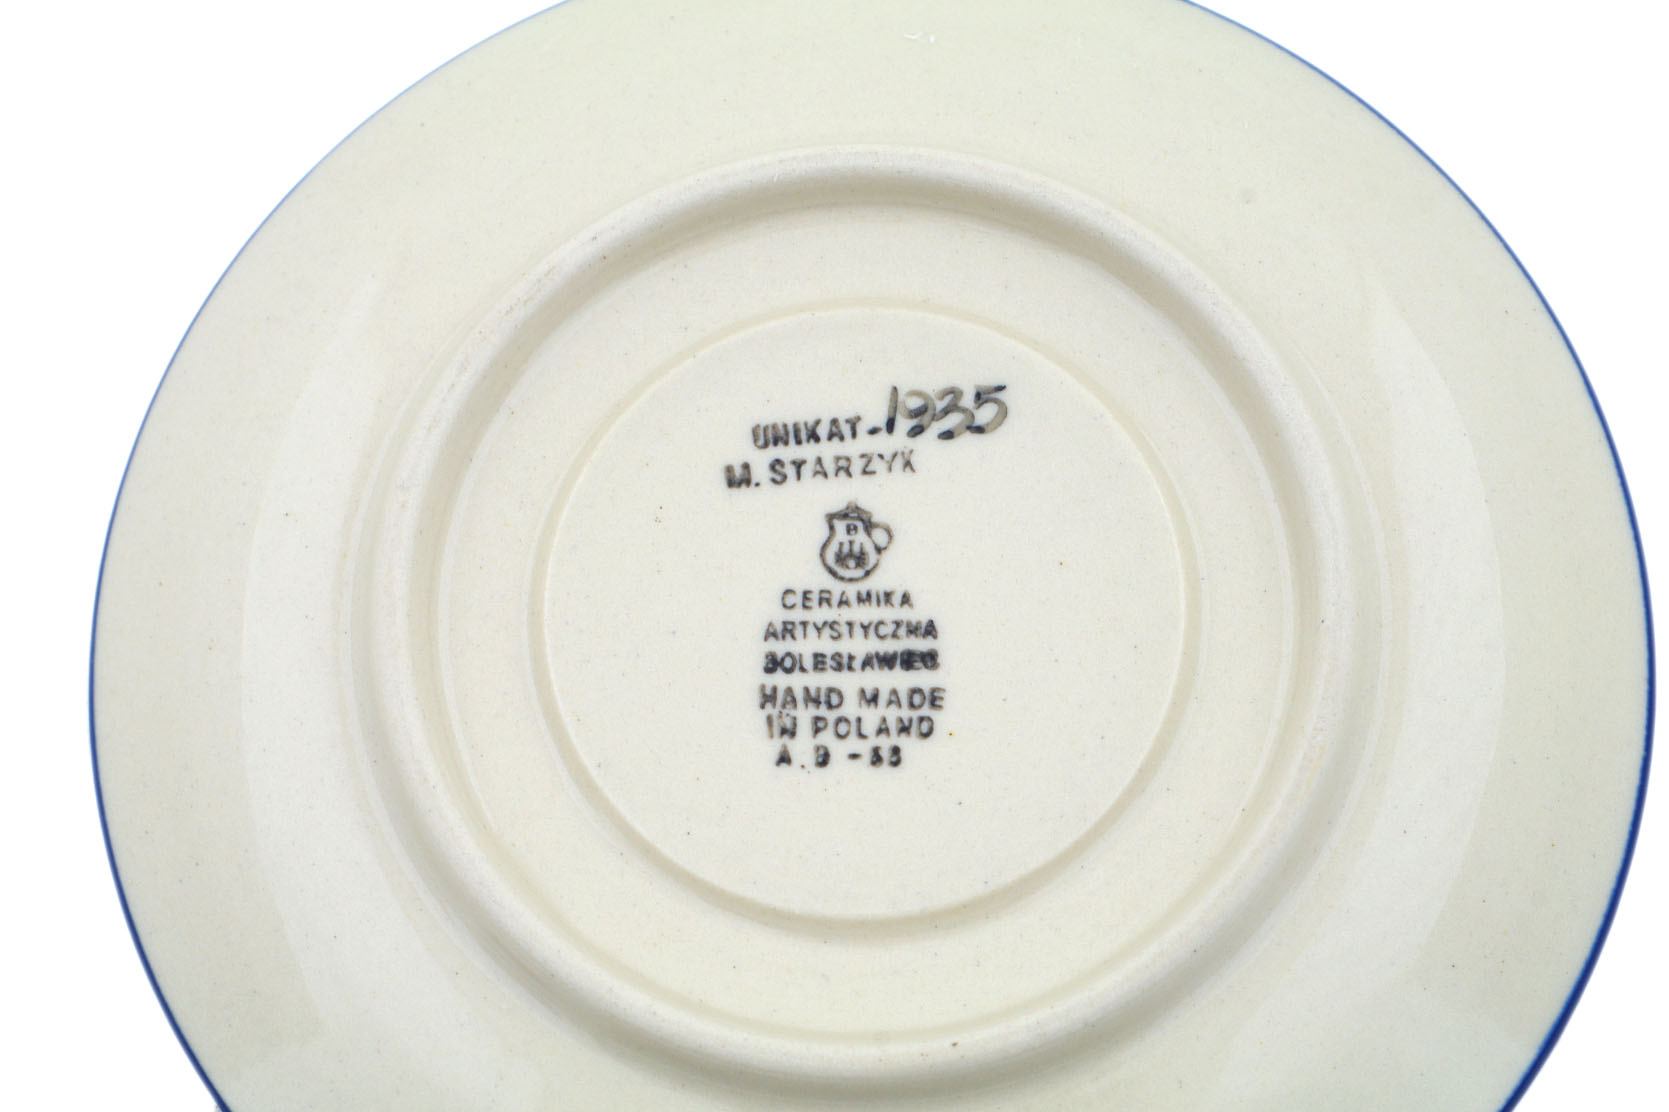 UNIKAT-1935
M. STARZYK
B
CERAMIKA
ARTYSTYCZNA
BOLESŁAWIEC
HAND MADE
IN POLAND
A.B